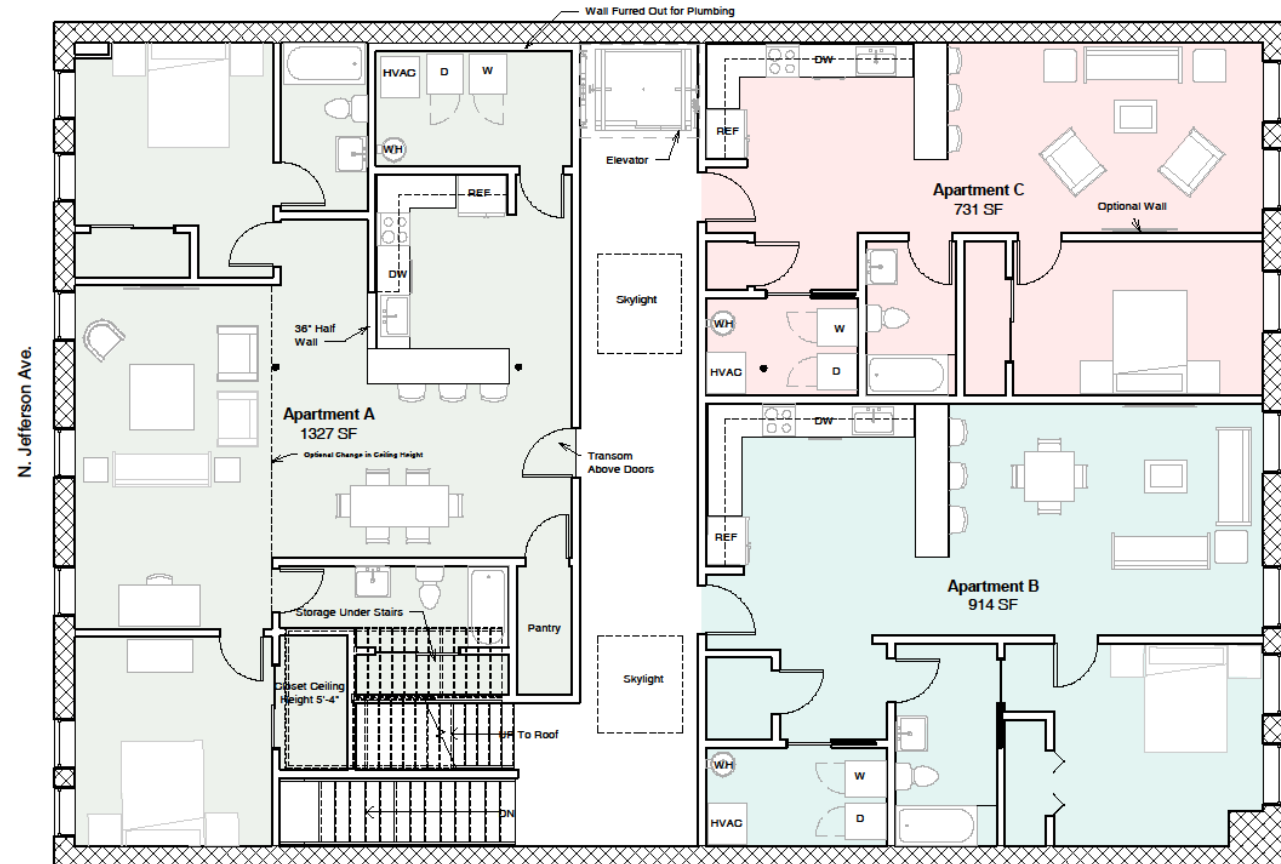 Wall Furred Out for Plumbing
HVAC
D
W
WH
REF
DW
36" Half
Wall
Apartment A
1327 SF
Optional Change in Ceiling Height
N. Jefferson Ave.
Elevator
Skylight
Transom
Above Doors
Storage Under Stairs
Pantry
Closet Ceiling
Height 5'-4"
UP To Roof
DN
Skylight
DW
REF
Apartment C
731 SF
Optional Wall
WH
W
HVAC
D
DW
REF
Apartment B
914 SF
WH
W
HVAC
D